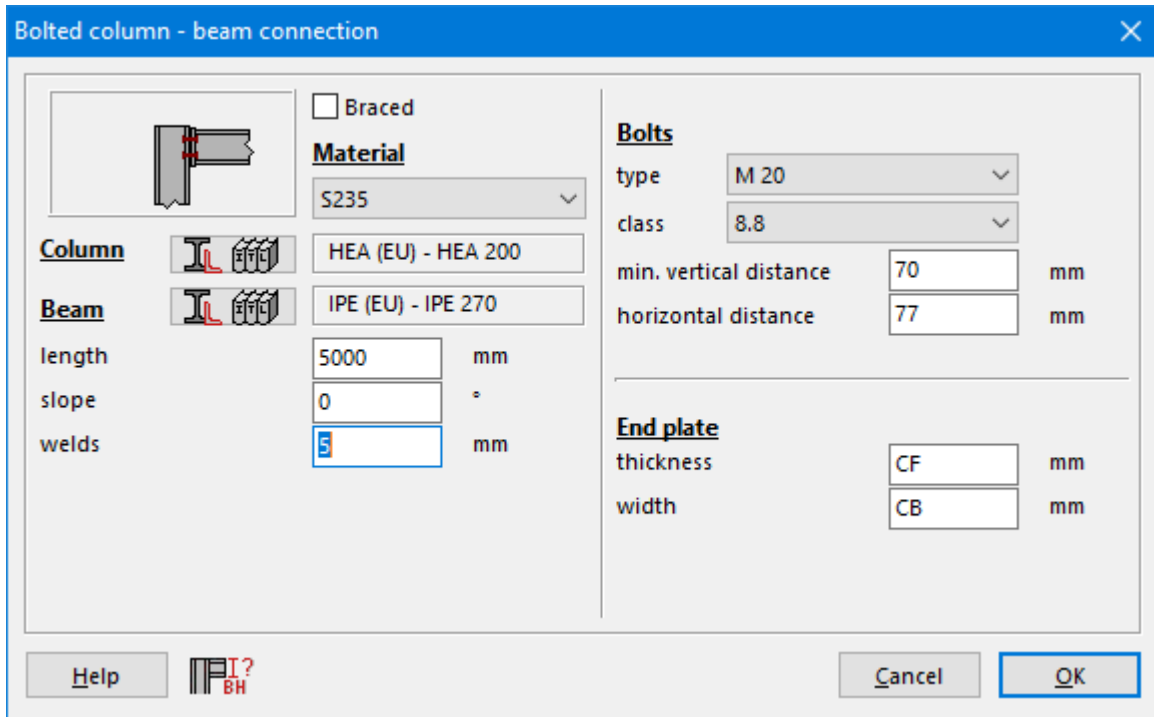 Bolted column - beam connection
Braced
Material
S235
Column
HEA (EU) - HEA 200
Beam
IPE (EU) - IPE 270
length 5000 mm
slope 0 °
welds 5 mm
Bolts
type M 20
class 8.8
min. vertical distance 70 mm
horizontal distance 77 mm
End plate
thickness CF mm
width CB mm
Help
I?
BH
Cancel
OK